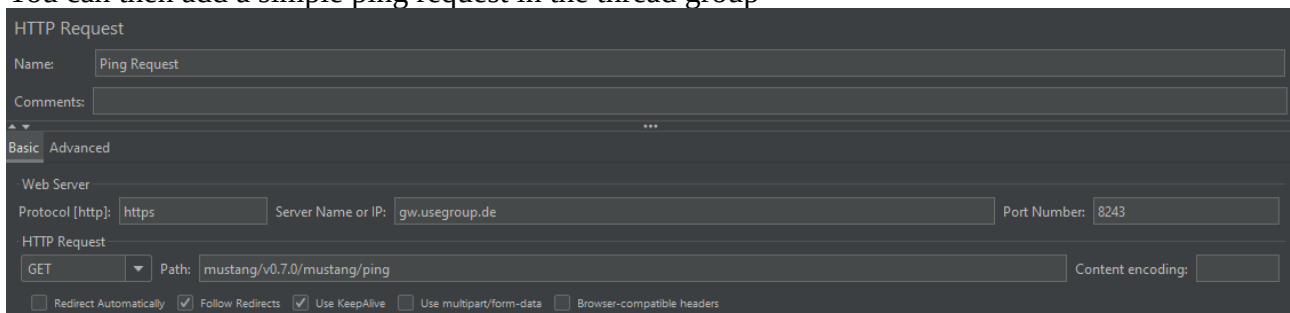 You can then add a simple ping request in the thread group
HTTP Request
Name: Ping Request
Comments:
Basic Advanced
Web Server
Protocol [http]: https Server Name or IP: gw.usegroup.de Port Number: 8243
HTTP Request
GET Path: mustang/v0.7.0/mustang/ping Content encoding:
Redirect Automatically Follow Redirects Use KeepAlive Use multipart/form-data Browser-compatible headers